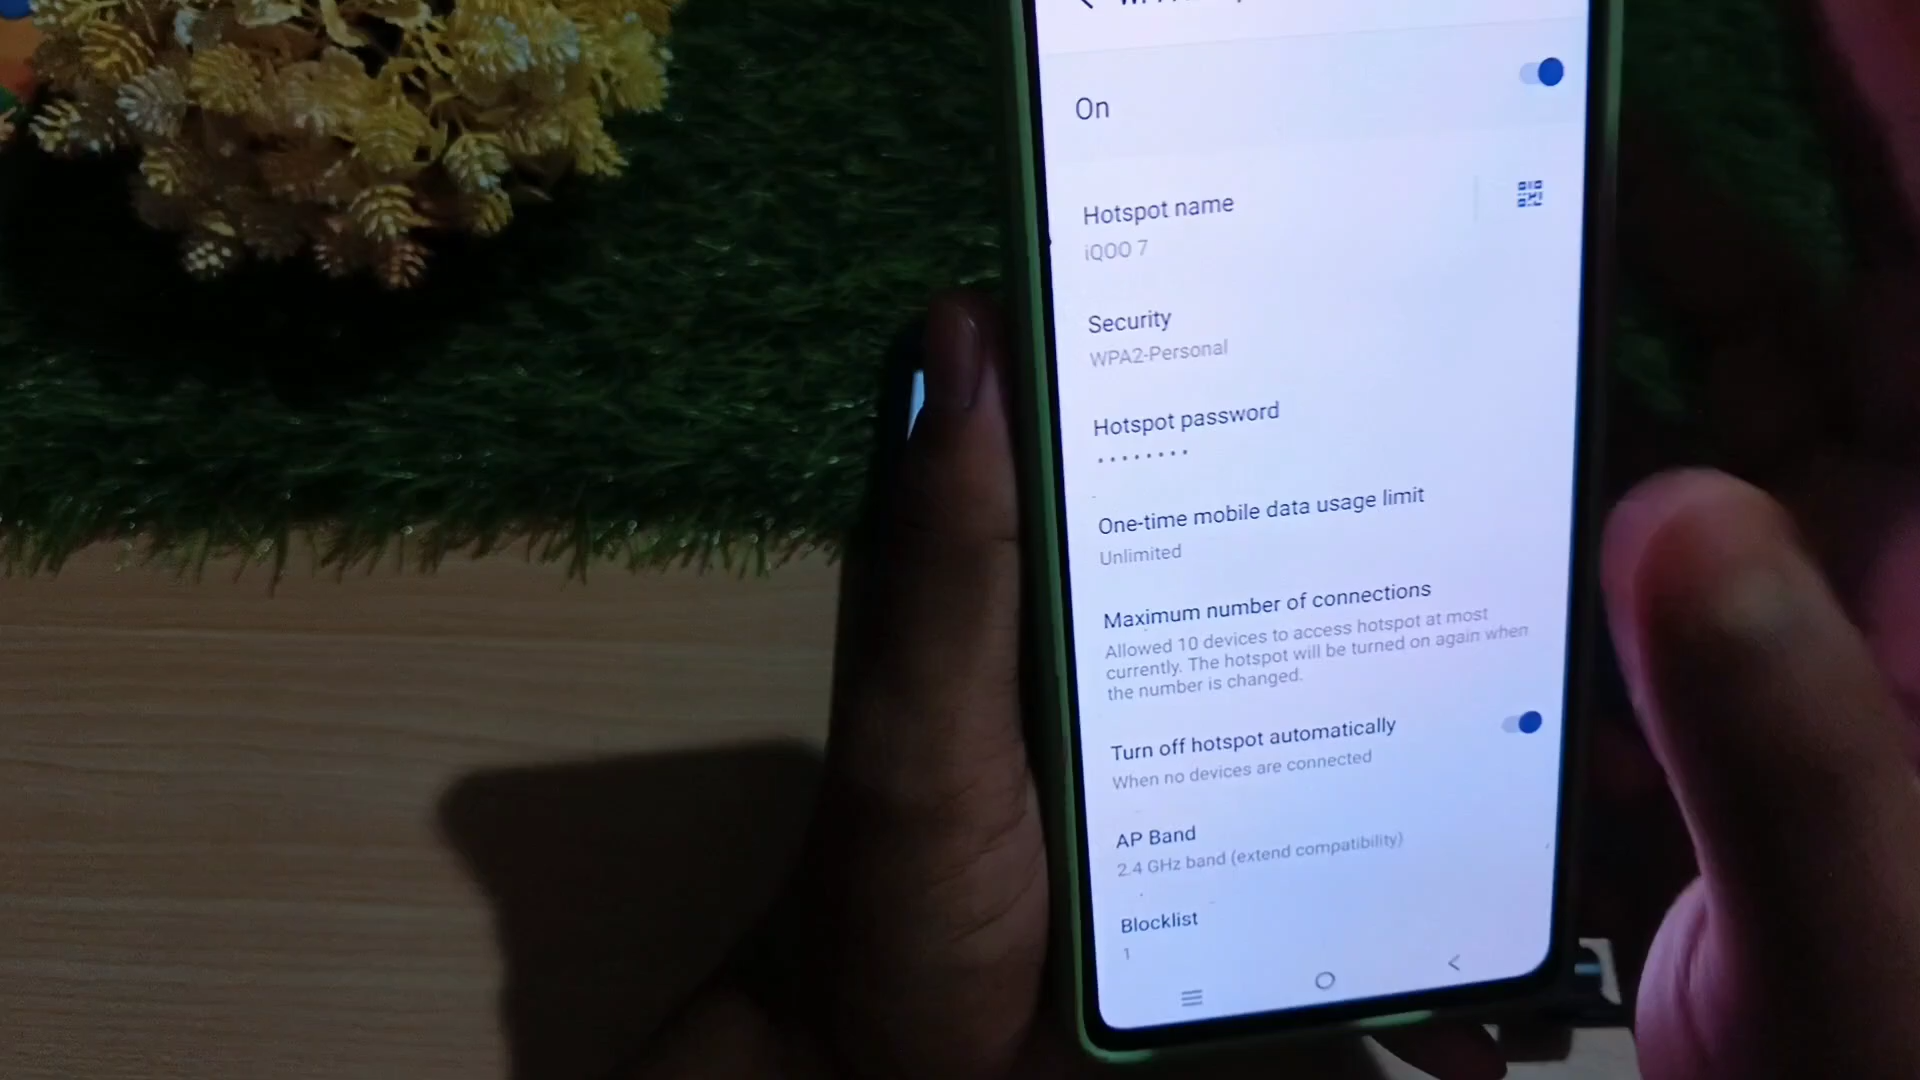 On
Hotspot name
iQOO 7
Security
WPA2-Personal
Hotspot password
One-time mobile data usage limit
Unlimited
Maximum number of connections
Allowed 10 devices to access hotspot at most
currently. The hotspot will be turned on again when
the number is changed.
Turn off hotspot automatically
When no devices are connected
AP Band
2.4 GHz band (extend compatibility)
Blocklist
1